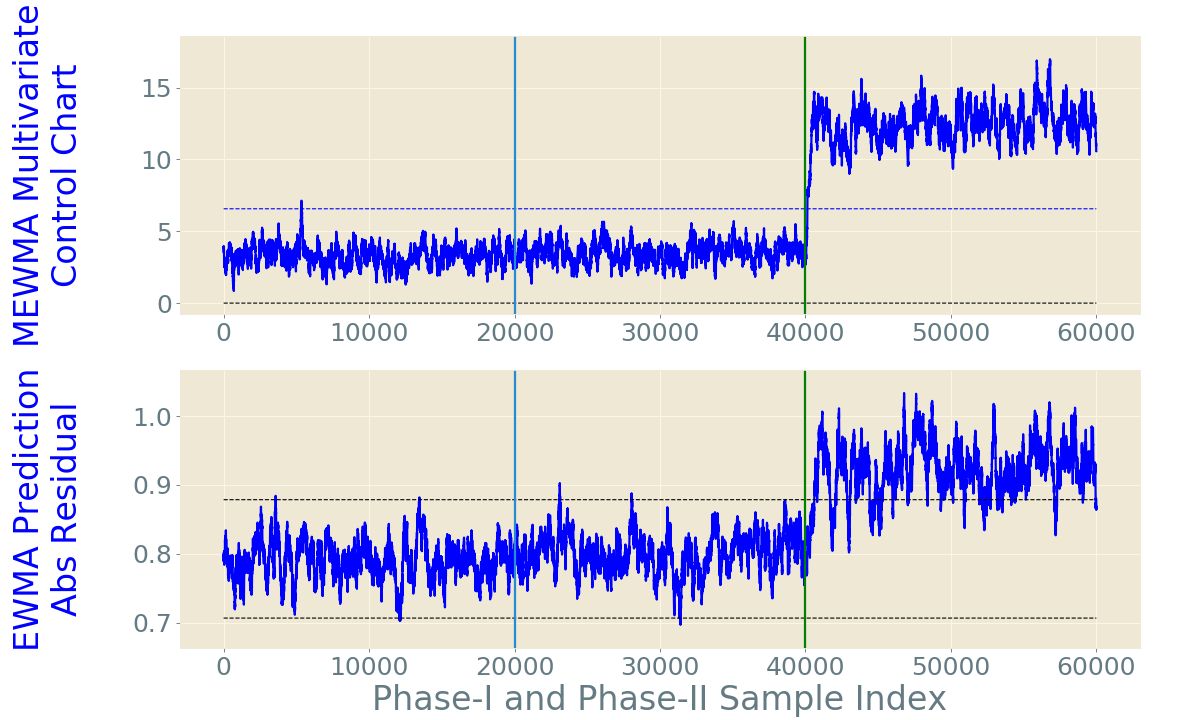 MEWMA Multivariate
Control Chart
15
10
5
0
0 10000 20000 30000 40000 50000 60000
EWMA Prediction
Abs Residual
1.0
0.9
0.8
0.7
0 10000 20000 30000 40000 50000 60000
Phase-I and Phase-II Sample Index